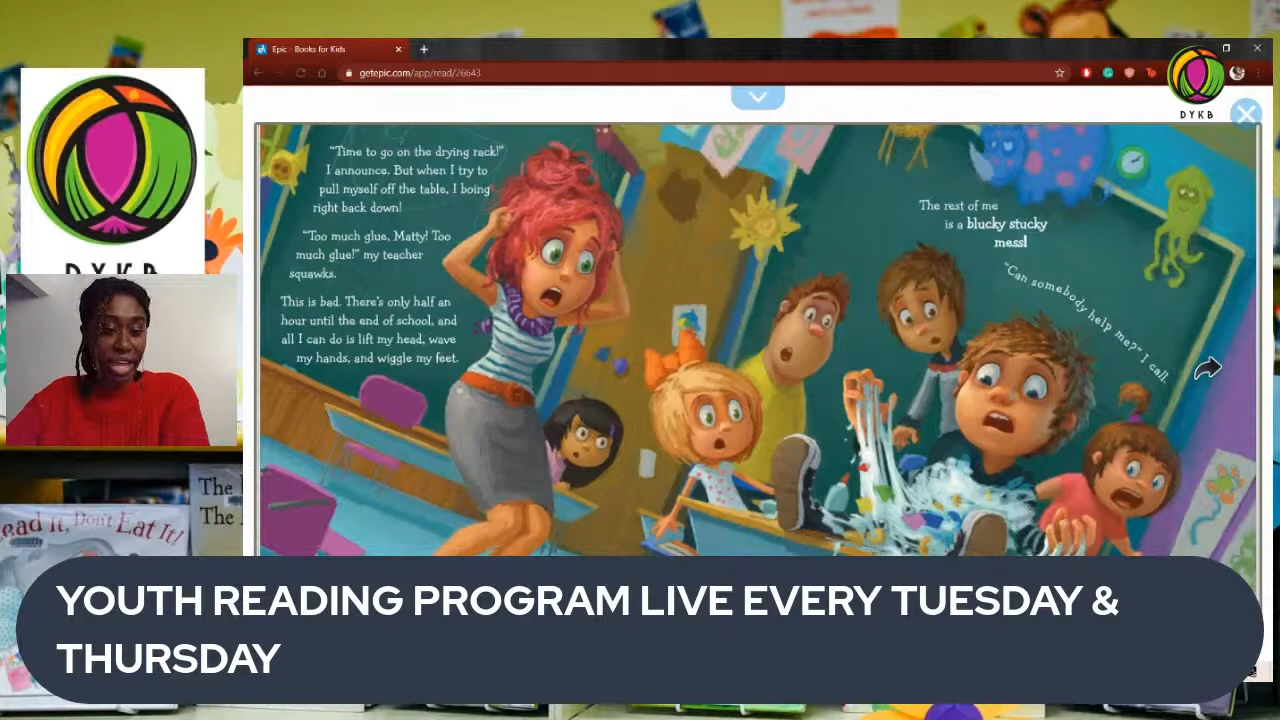 Epic - Books for Kids
getepic.com/app/read/26643
DYKB
DYKB
"Time to go on the drying rack!"
I announce. But when I try to
pull myself off the table, I boing
right back down!
"Too much glue, Matty! Too
much glue!" my teacher
squawks.
This is bad. There's only half an
hour until the end of school, and
all I can do is lift my head, wave
my hands, and wiggle my feet.
The rest of me
is a blucky stucky
mess!
"Can somebody help me?" I call.
The
The
ead it, Don't Eat It!
YOUTH READING PROGRAM LIVE EVERY TUESDAY &
THURSDAY